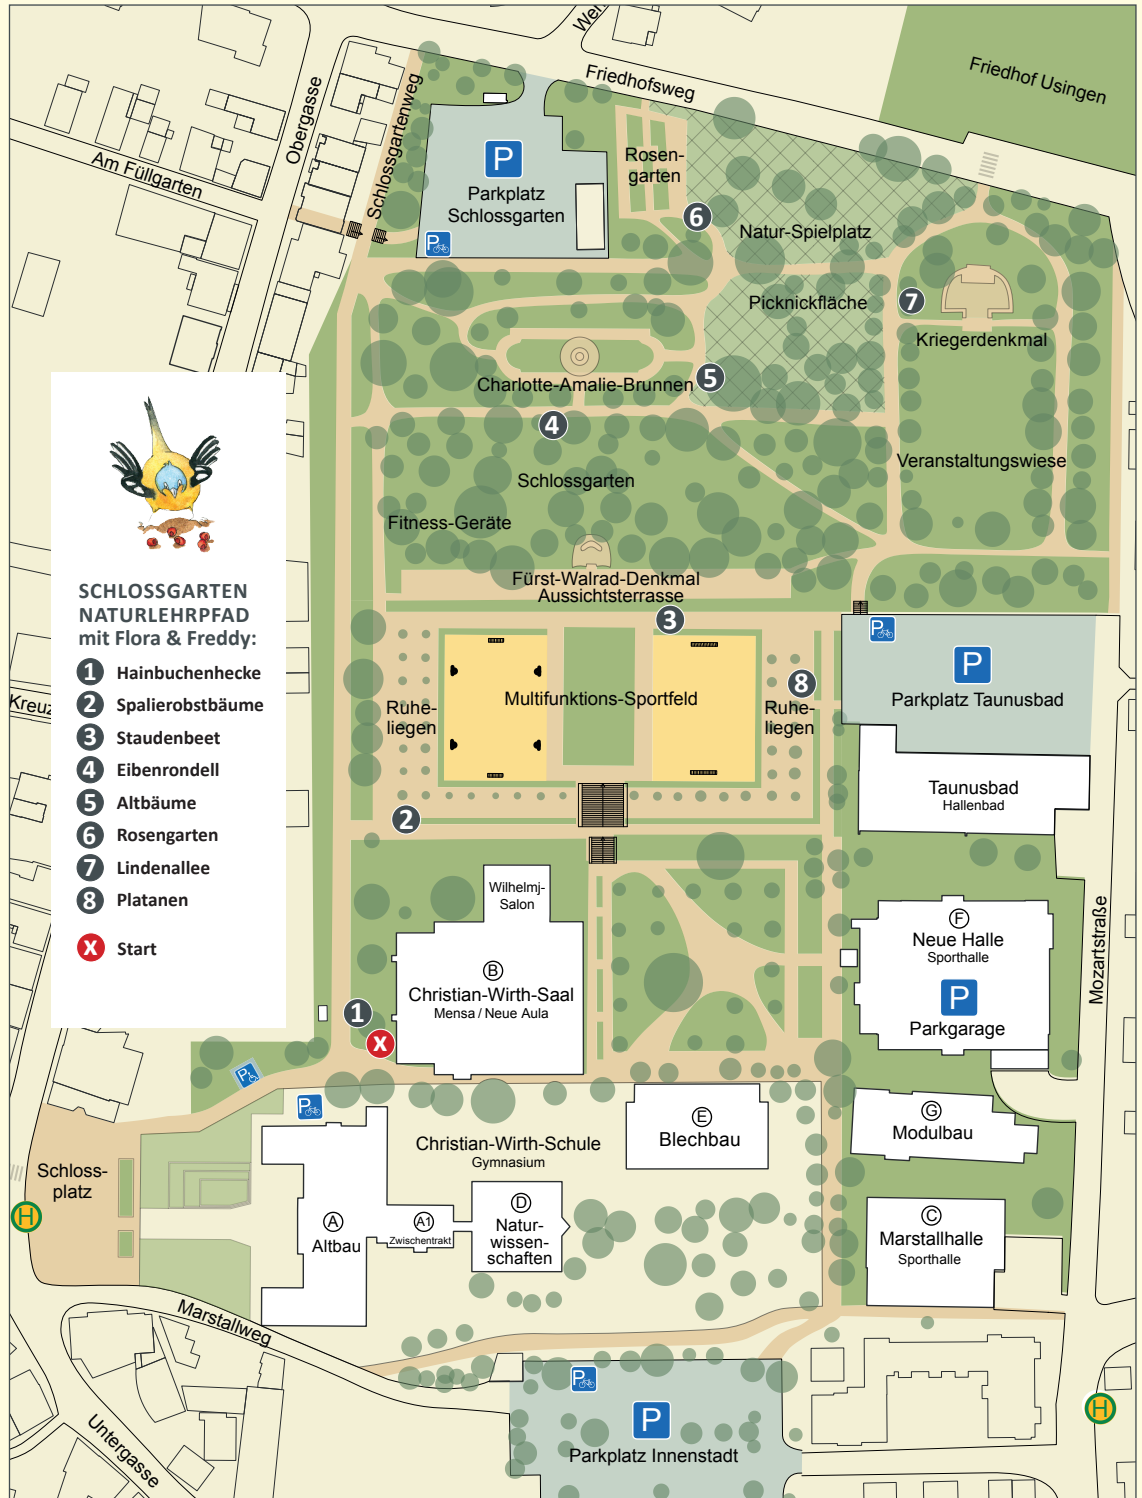 Wei
Friedhofsweg
Friedhof Usingen
Obergasse
Schlossgartenweg
Am Füllgarten
P
Parkplatz
Schlossgarten
P
Rosen-
garten
6
Natur-Spielplatz
Picknickfläche
7
Kriegerdenkmal
Charlotte-Amalie-Brunnen
5
4
Veranstaltungswiese
Schlossgarten
Fitness-Geräte
Fürst-Walrad-Denkmal
Aussichtsterrasse
3
SCHLOSSGARTEN
NATURLEHRPFAD
mit Flora & Freddy:
1 Hainbuchenhecke
2 Spalierobstbäume
3 Staudenbeet
4 Eibenrondell
5 Altbäume
6 Rosengarten
7 Lindenallee
8 Platanen
X Start
Kreuz
Ruhe-
liegen
Multifunktions-Sportfeld
8
Ruhe-
liegen
P
P
Parkplatz Taunusbad
Taunusbad
Hallenbad
2
Wilhelmj-
Salon
B
Christian-Wirth-Saal
Mensa / Neue Aula
1
X
F
Neue Halle
Sporthalle
P
Parkgarage
Mozartstraße
P
P
Christian-Wirth-Schule
Gymnasium
E
Blechbau
G
Modulbau
Schloss-
platz
H
A
Altbau
A1
Zwischentrakt
D
Natur-
wissen-
schaften
C
Marstallhalle
Sporthalle
Marstallweg
Untergasse
P
P
Parkplatz Innenstadt
H